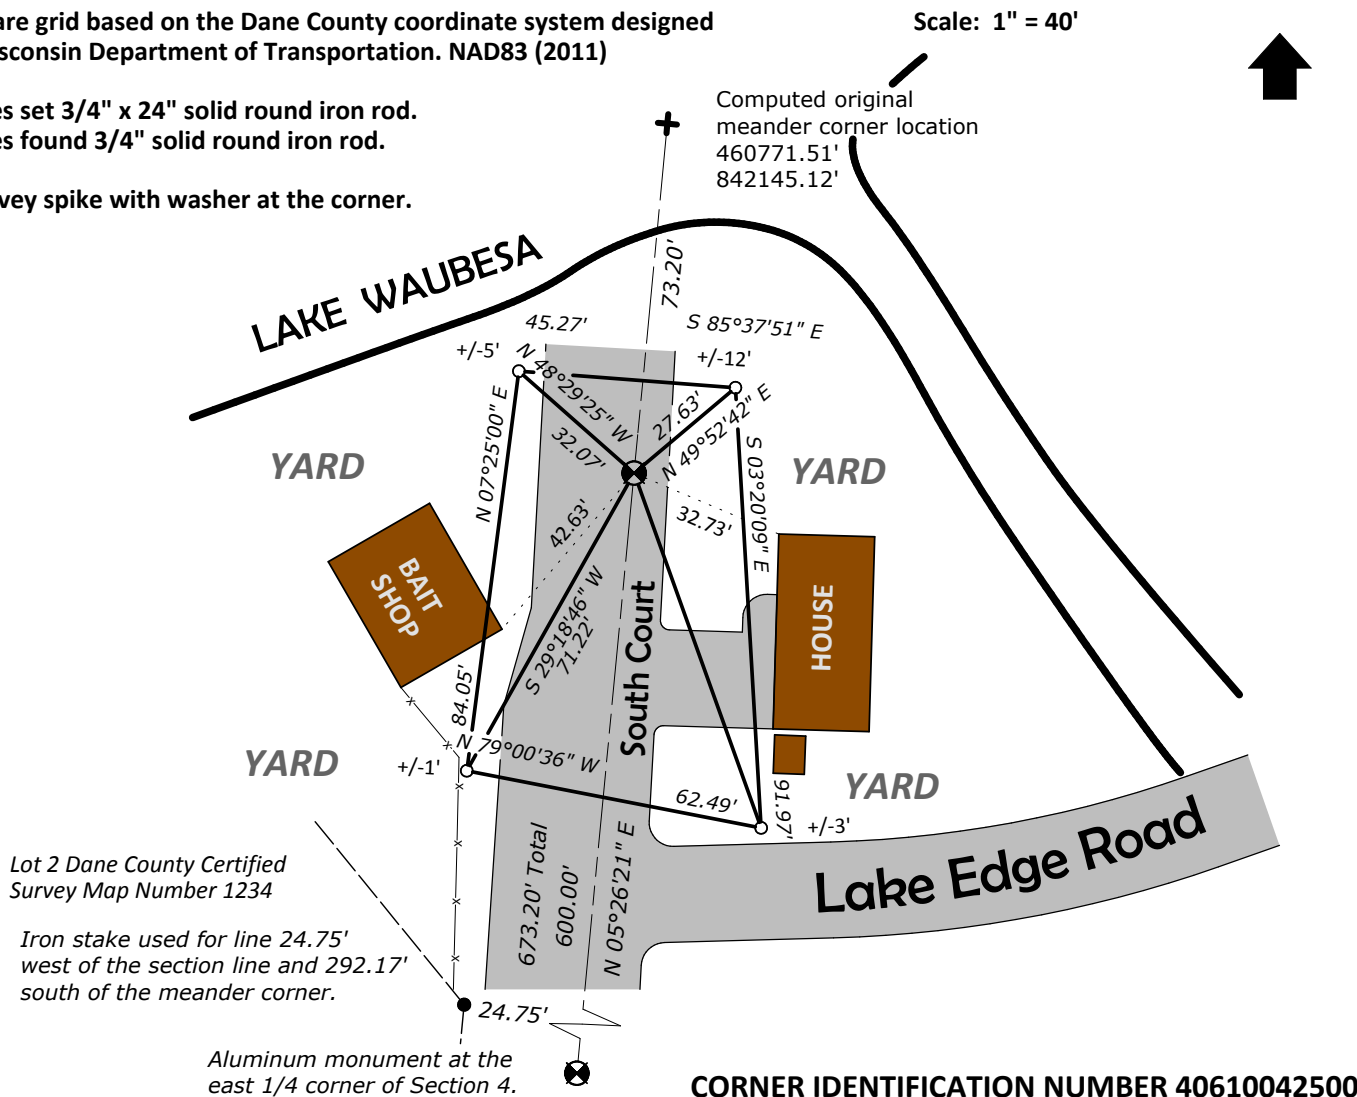 are grid based on the Dane County coordinate system designed
sconsin Department of Transportation. NAD83 (2011)
Scale: 1" = 40'
es set 3/4" x 24" solid round iron rod.
es found 3/4" solid round iron rod.
vey spike with washer at the corner.
Computed original
meander corner location
460771.51'
842145.12'
LAKE WAUBESA
73.20'
45.27'
S 85°37'51" E
+/-5'
+/-12'
N 48°29'25" W
32.07'
27.63'
N 49°52'42" E
N 07°25'00" E
84.05'
S 03°20'09" E
91.97'
YARD
YARD
42.63'
32.73'
BAIT
SHOP
HOUSE
S 29°18'46" W
71.22'
South Court
N 79°00'36" W
62.49'
+/-1'
+/-3'
YARD
YARD
Lake Edge Road
673.20' Total
600.00'
N 05°26'21" E
Lot 2 Dane County Certified
Survey Map Number 1234
Iron stake used for line 24.75'
west of the section line and 292.17'
south of the meander corner.
24.75'
Aluminum monument at the
east 1/4 corner of Section 4.
CORNER IDENTIFICATION NUMBER 40610042500